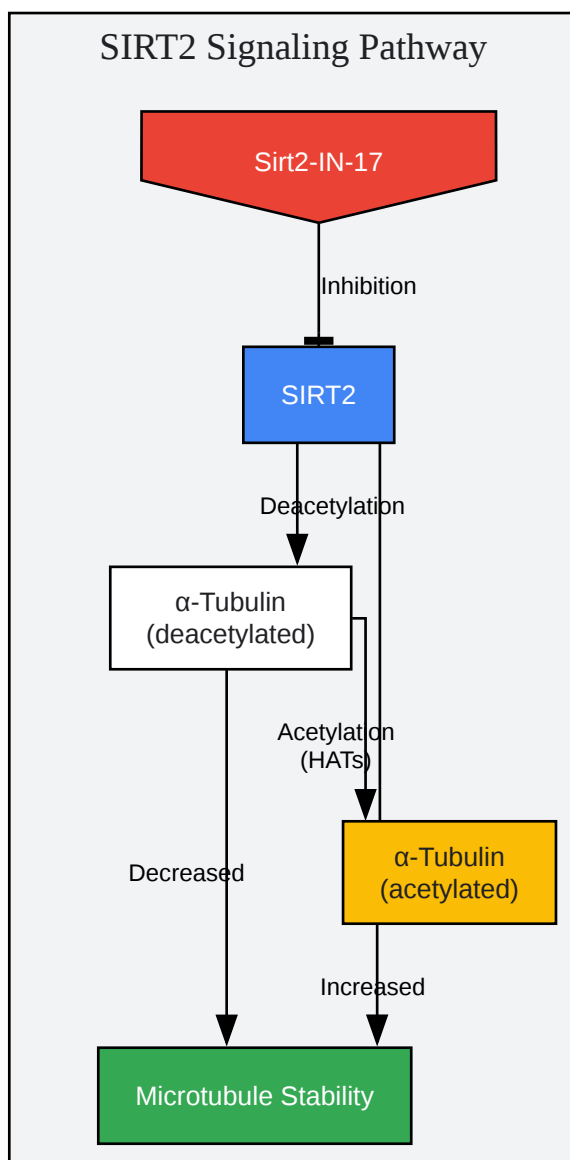 SIRT2 Signaling Pathway
Sirt2-IN-17
Inhibition
SIRT2
Deacetylation
α-Tubulin
(deacetylated)
Acetylation
(HATs)
α-Tubulin
(acetylated)
Decreased
Increased
Microtubule Stability